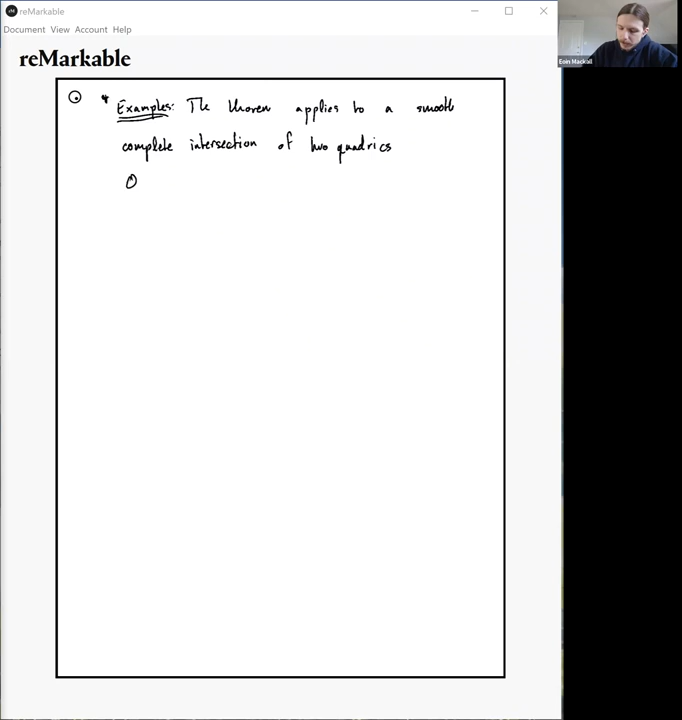 reMarkable
Document View Account Help
reMarkable
Examples: The theorem applies to a smooth
complete intersection of two quadrics
Eoin Mackall